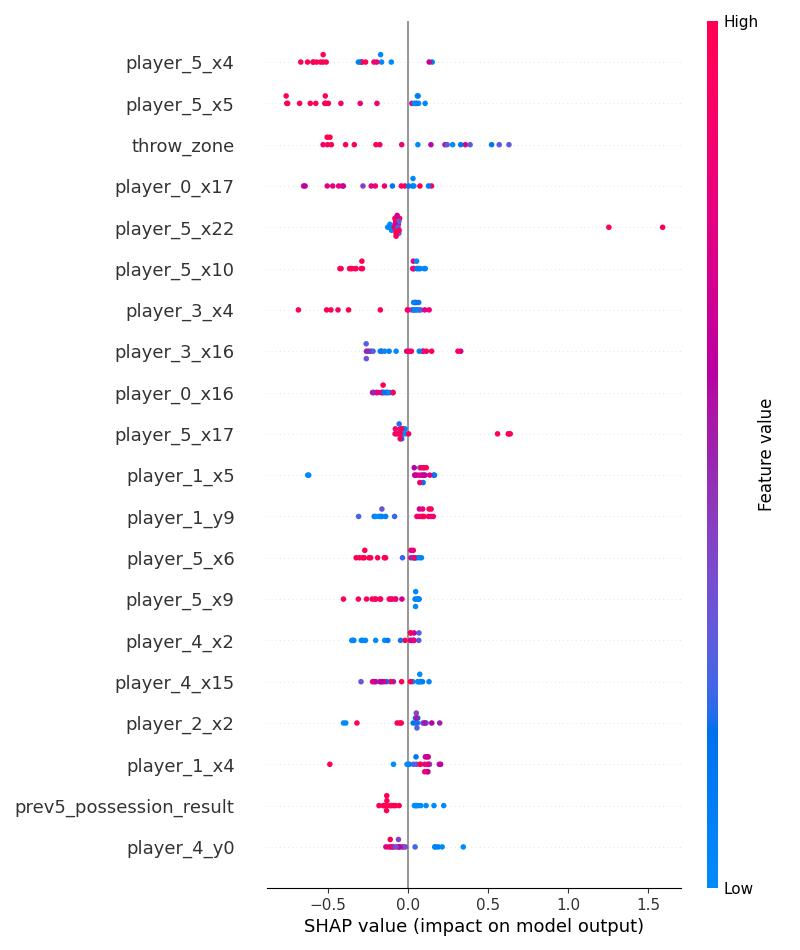 High
player_5_x4
player_5_x5
throw_zone
player_0_x17
player_5_x22
player_5_x10
player_3_x4
player_3_x16
player_0_x16
player_5_x17
player_1_x5
player_1_y9
player_5_x6
player_5_x9
player_4_x2
player_4_x15
player_2_x2
player_1_x4
prev5_possession_result
player_4_y0
Feature value
Low
−0.5 0.0 0.5 1.0 1.5
SHAP value (impact on model output)